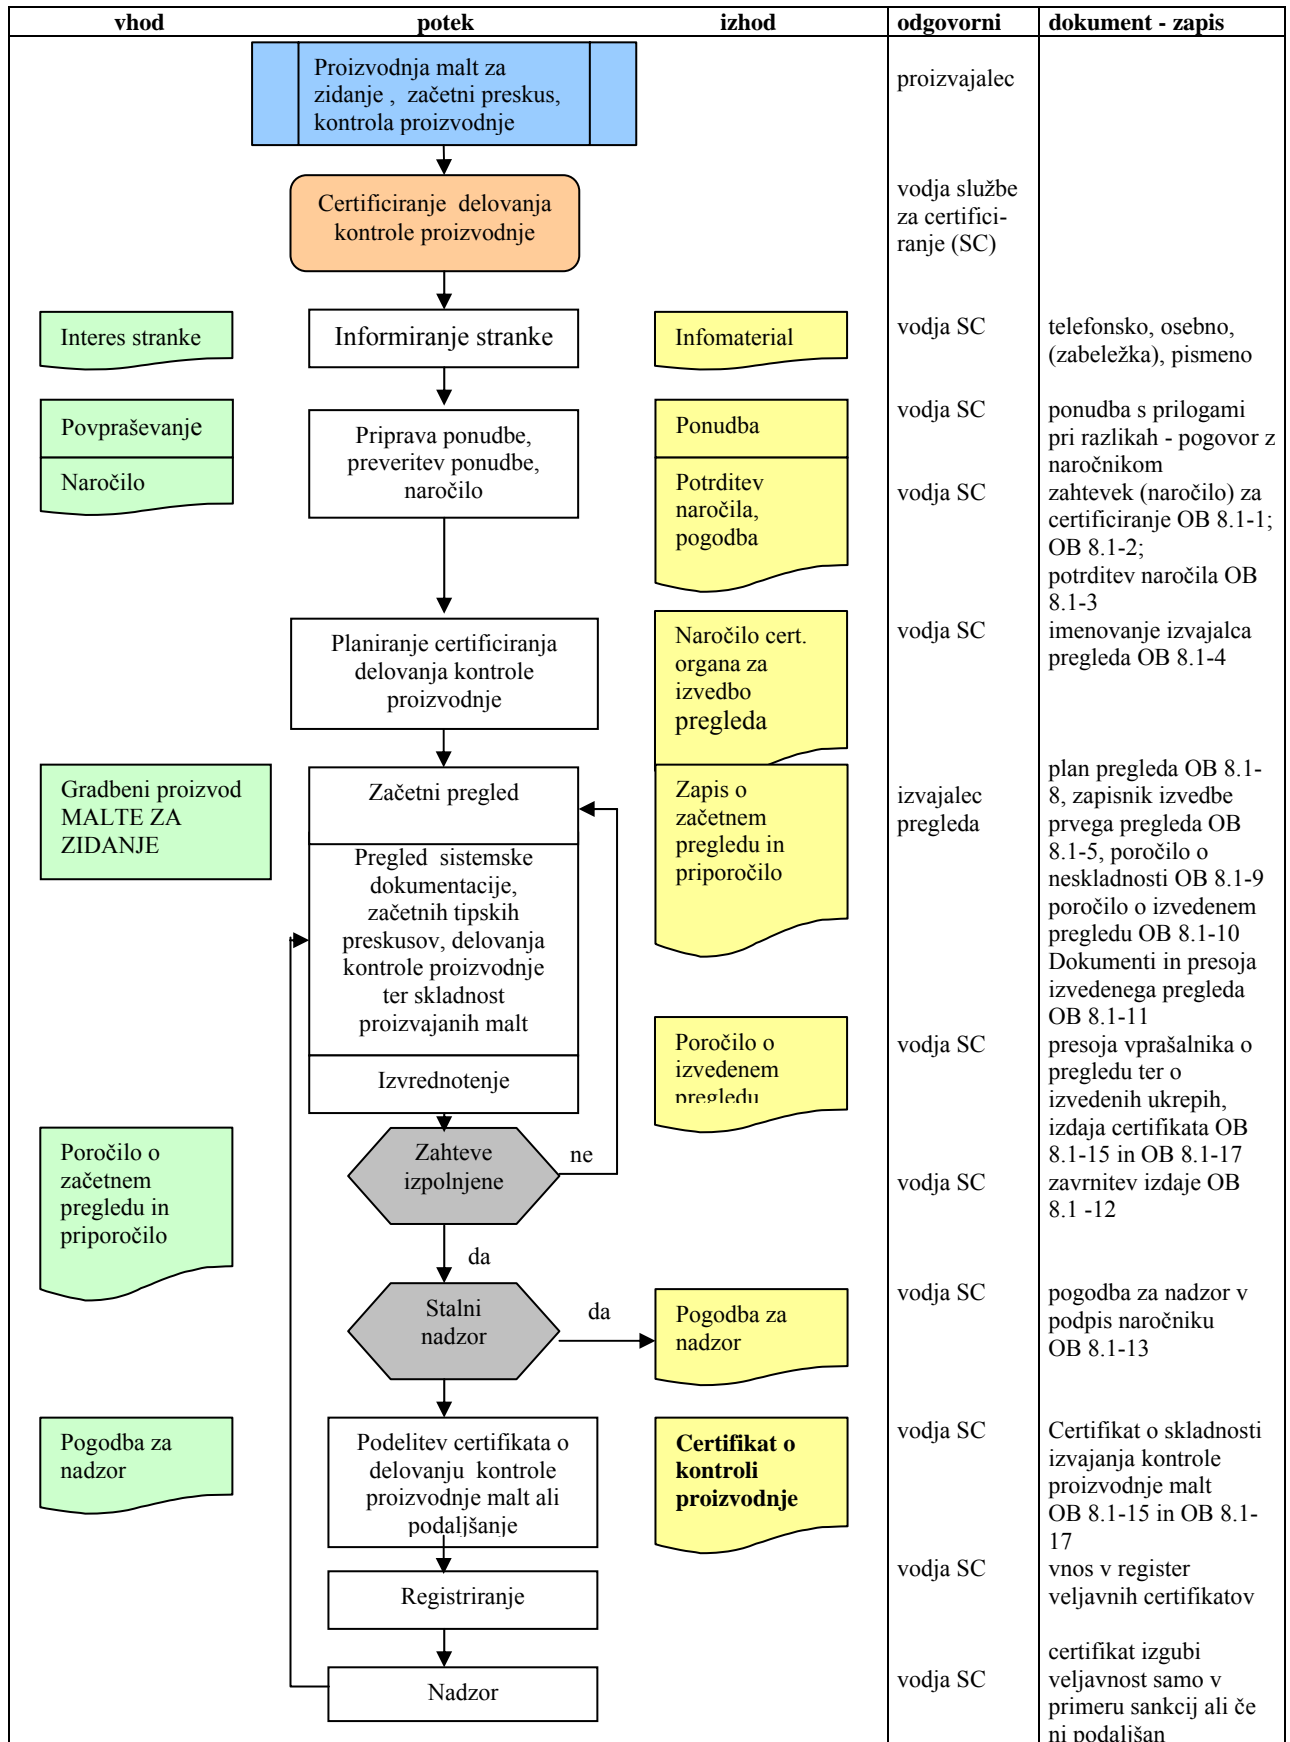 vhod
potek
izhod
odgovorni
dokument - zapis
Proizvodnja malt za
zidanje , začetni preskus,
kontrola proizvodnje
proizvajalec
Certificiranje delovanja
kontrole proizvodnje
vodja službe
za certifici-
ranje (SC)
Interes stranke
Informiranje stranke
Infomaterial
vodja SC
telefonsko, osebno,
(zabeležka), pismeno
Povpraševanje
Naročilo
Priprava ponudbe,
preveritev ponudbe,
naročilo
Ponudba
Potrditev
naročila,
pogodba
vodja SC
vodja SC
ponudba s prilogami
pri razlikah - pogovor z
naročnikom
zahtevek (naročilo) za
certificiranje OB 8.1-1;
OB 8.1-2;
potrditev naročila OB
8.1-3
Planiranje certificiranja
delovanja kontrole
proizvodnje
Naročilo cert.
organa za
izvedbo
pregleda
vodja SC
imenovanje izvajalca
pregleda OB 8.1-4
Gradbeni proizvod
MALTE ZA
ZIDANJE
Začetni pregled
Pregled sistemske
dokumentacije,
začetnih tipskih
preskusov, delovanja
kontrole proizvodnje
ter skladnost
proizvajanih malt
Izvrednotenje
Zapis o
začetnem
pregledu in
priporočilo
izvajalec
pregleda
plan pregleda OB 8.1-
8, zapisnik izvedbe
prvega pregleda OB
8.1-5, poročilo o
neskladnosti OB 8.1-9
poročilo o izvedenem
pregledu OB 8.1-10
Dokumenti in presoja
izvedenega pregleda
OB 8.1-11
Poročilo o
izvedenem
pregledu
vodja SC
presoja vprašalnika o
pregledu ter o
izvedenih ukrepih,
izdaja certifikata OB
8.1-15 in OB 8.1-17
Poročilo o
začetnem
pregledu in
priporočilo
Zahteve
izpolnjene
ne
da
vodja SC
zavrnitev izdaje OB
8.1 -12
Stalni
nadzor
da
Pogodba za
nadzor
vodja SC
pogodba za nadzor v
podpis naročniku
OB 8.1-13
Pogodba za
nadzor
Podelitev certifikata o
delovanju kontrole
proizvodnje malt ali
podaljšanje
Certifikat o
kontroli
proizvodnje
vodja SC
Certifikat o skladnosti
izvajanja kontrole
proizvodnje malt
OB 8.1-15 in OB 8.1-
17
Registriranje
vodja SC
vnos v register
veljavnih certifikatov
Nadzor
vodja SC
certifikat izgubi
veljavnost samo v
primeru sankcij ali če
ni podaljšan